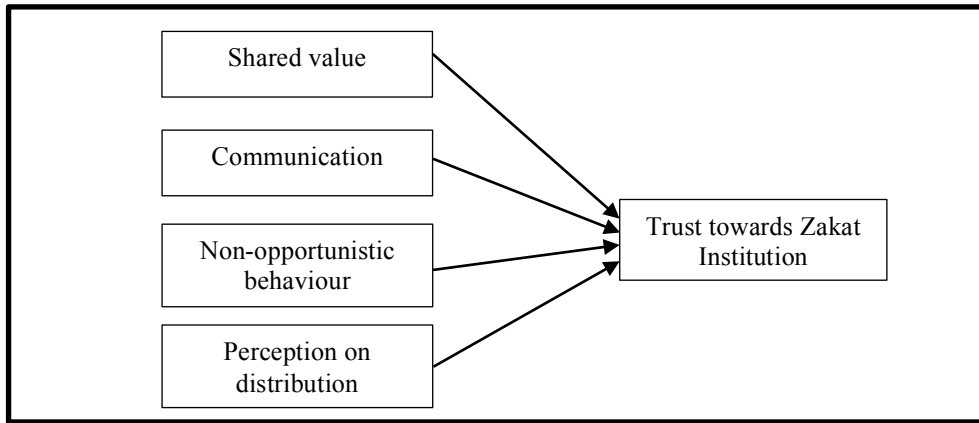 Shared value
Communication
Non-opportunistic
behaviour
Perception on
distribution
Trust towards Zakat
Institution